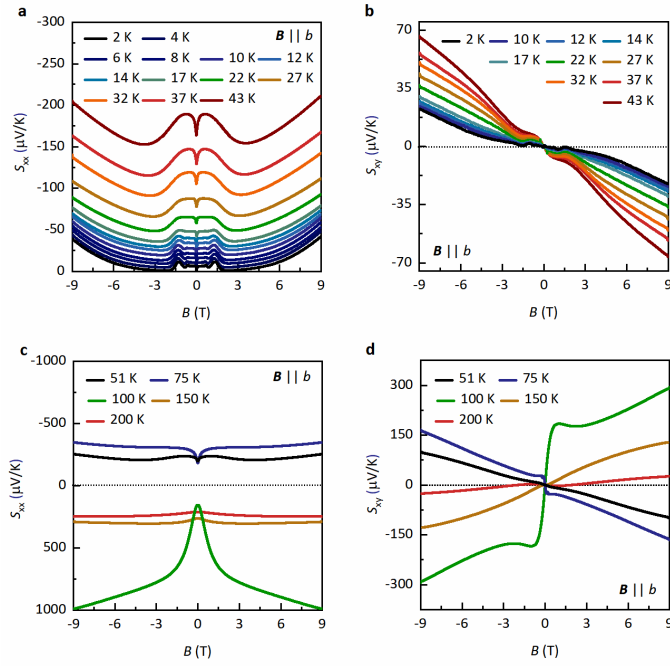 a
b
-300
-250
-200
-150
-100
-50
0
S_xx (µV/K)
2 K 4 K B || b
6 K 8 K 10 K 12 K
14 K 17 K 22 K 27 K
32 K 37 K 43 K
-9 -6 -3 0 3 6 9
B (T)
70
35
0
-35
-70
S_xy (µV/K)
2 K 10 K 12 K 14 K
17 K 22 K 27 K
32 K 37 K
43 K
B || b
-9 -6 -3 0 3 6 9
B (T)
c
d
-1000
-500
0
500
1000
S_xx (µV/K)
51 K 75 K B || b
100 K 150 K
200 K
-9 -6 -3 0 3 6 9
B (T)
300
150
0
-150
-300
S_xy (µV/K)
51 K 75 K
100 K 150 K
200 K
B || b
-9 -6 -3 0 3 6 9
B (T)